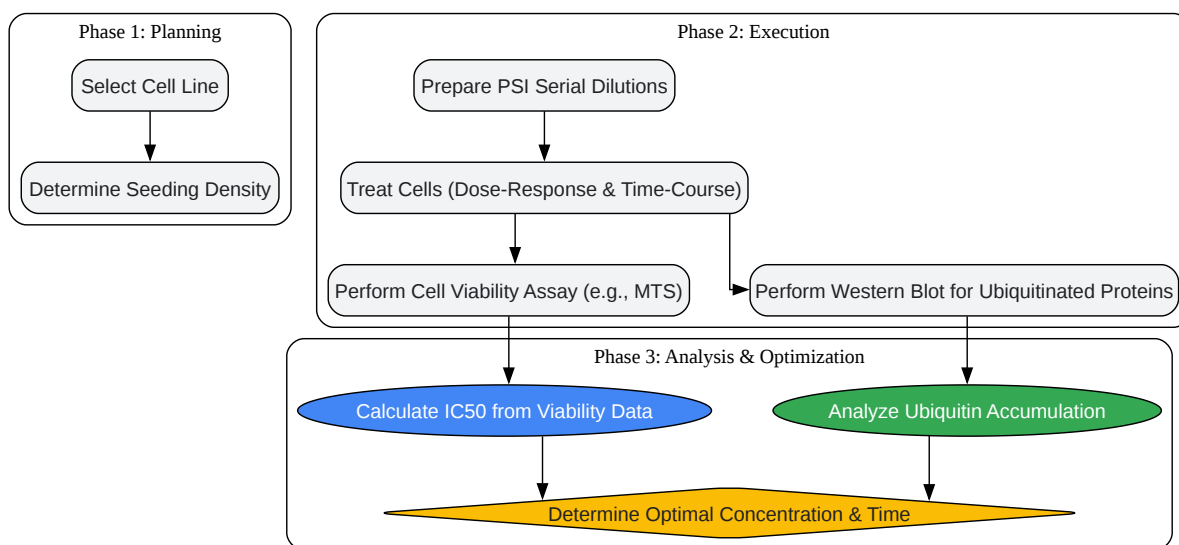 Phase 1: Planning
Select Cell Line
Determine Seeding Density
Phase 2: Execution
Prepare PSI Serial Dilutions
Treat Cells (Dose-Response & Time-Course)
Perform Cell Viability Assay (e.g., MTS)
Perform Western Blot for Ubiquitinated Proteins
Phase 3: Analysis & Optimization
Calculate IC50 from Viability Data
Analyze Ubiquitin Accumulation
Determine Optimal Concentration & Time